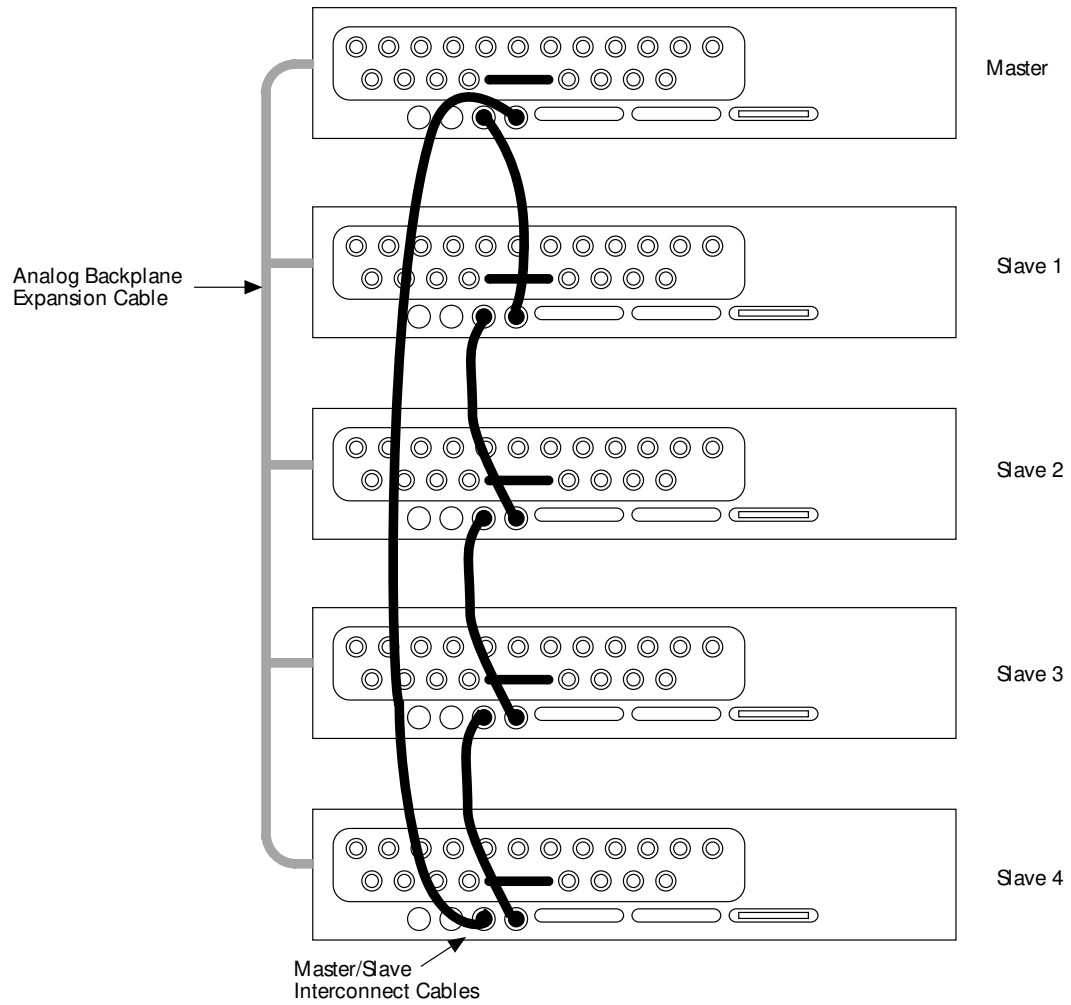 Master
Slave 1
Analog Backplane
Expansion Cable
Slave 2
Slave 3
Slave 4
Master/Slave
Interconnect Cables